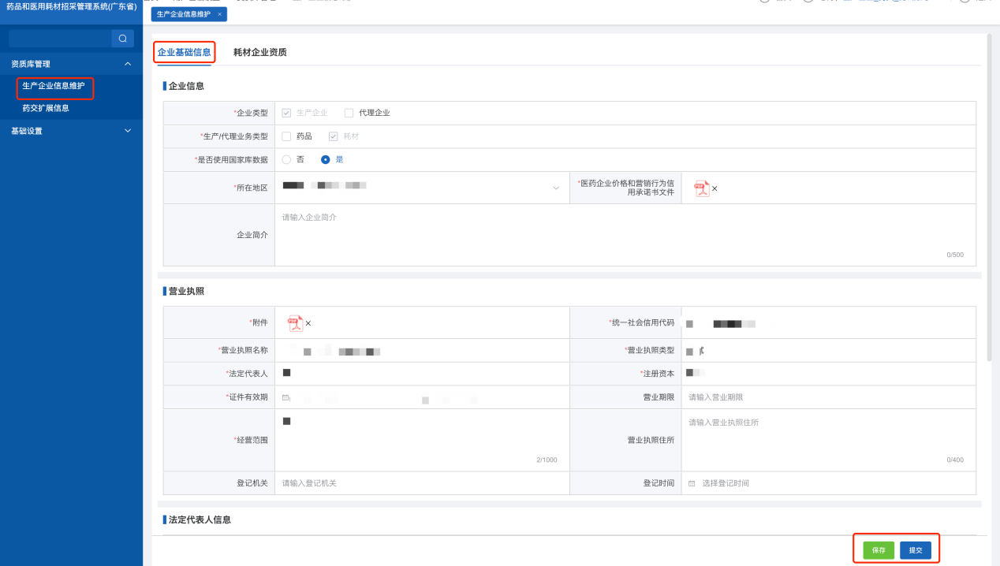 药品和医用耗材招采管理系统(广东省)
生产企业信息维护 ×
资质库管理
生产企业信息维护
药交扩展信息
基础设置
企业基础信息 耗材企业资质
企业信息
*企业类型 生产企业 代理企业
*生产/代理业务类型 药品 耗材
*是否使用国家库数据 否 是
*所在地区 *医药企业价格和营销行为信
用承诺书文件
企业简介 请输入企业简介
0/500
营业执照
*附件 *统一社会信用代码
*营业执照名称 *营业执照类型
*法定代表人 *注册资本
*证件有效期 营业期限 请输入营业期限
*经营范围 营业执照住所 请输入营业执照住所
2/1000 0/400
登记机关 请输入登记机关 登记时间 选择登记时间
法定代表人信息
保存 提交